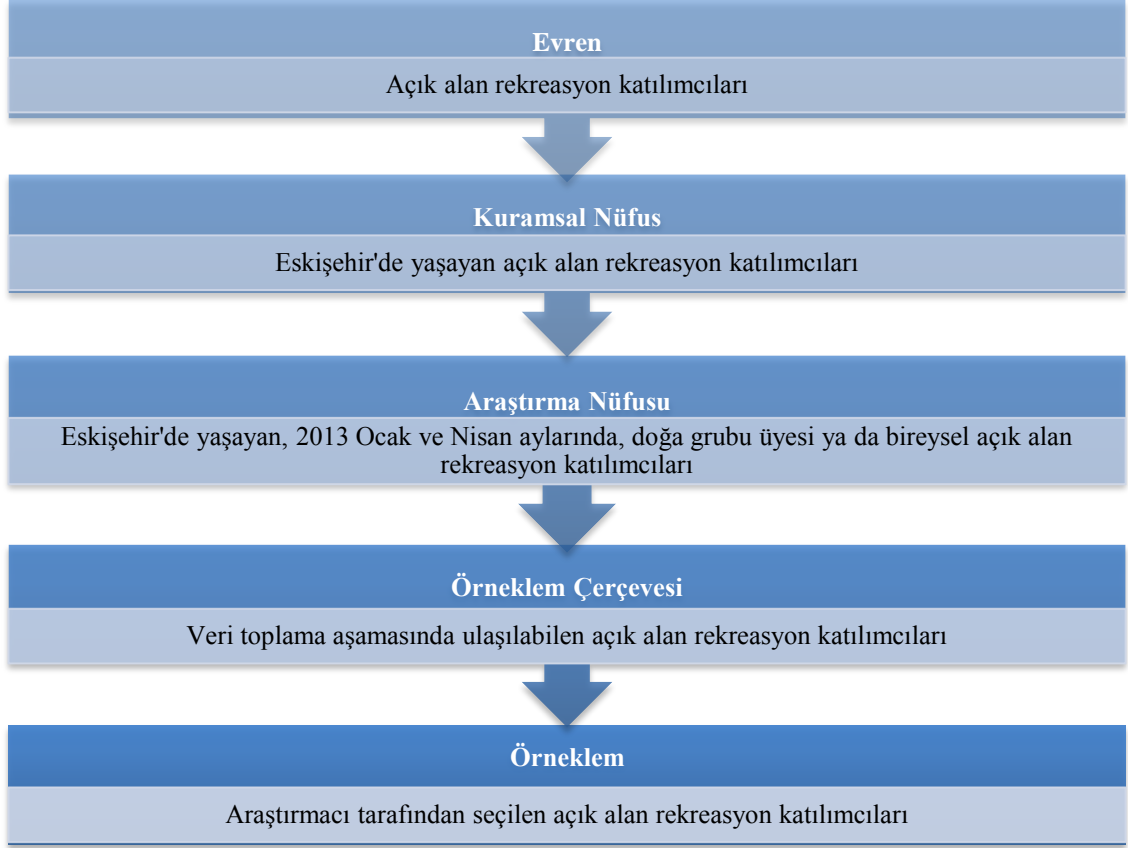 Evren
Açık alan rekreasyon katılımcıları
Kuramsal Nüfus
Eskişehir'de yaşayan açık alan rekreasyon katılımcıları
Araştırma Nüfusu
Eskişehir'de yaşayan, 2013 Ocak ve Nisan aylarında, doğa grubu üyesi ya da bireysel açık alan
rekreasyon katılımcıları
Örneklem Çerçevesi
Veri toplama aşamasında ulaşılabilen açık alan rekreasyon katılımcıları
Örneklem
Araştırmacı tarafından seçilen açık alan rekreasyon katılımcıları